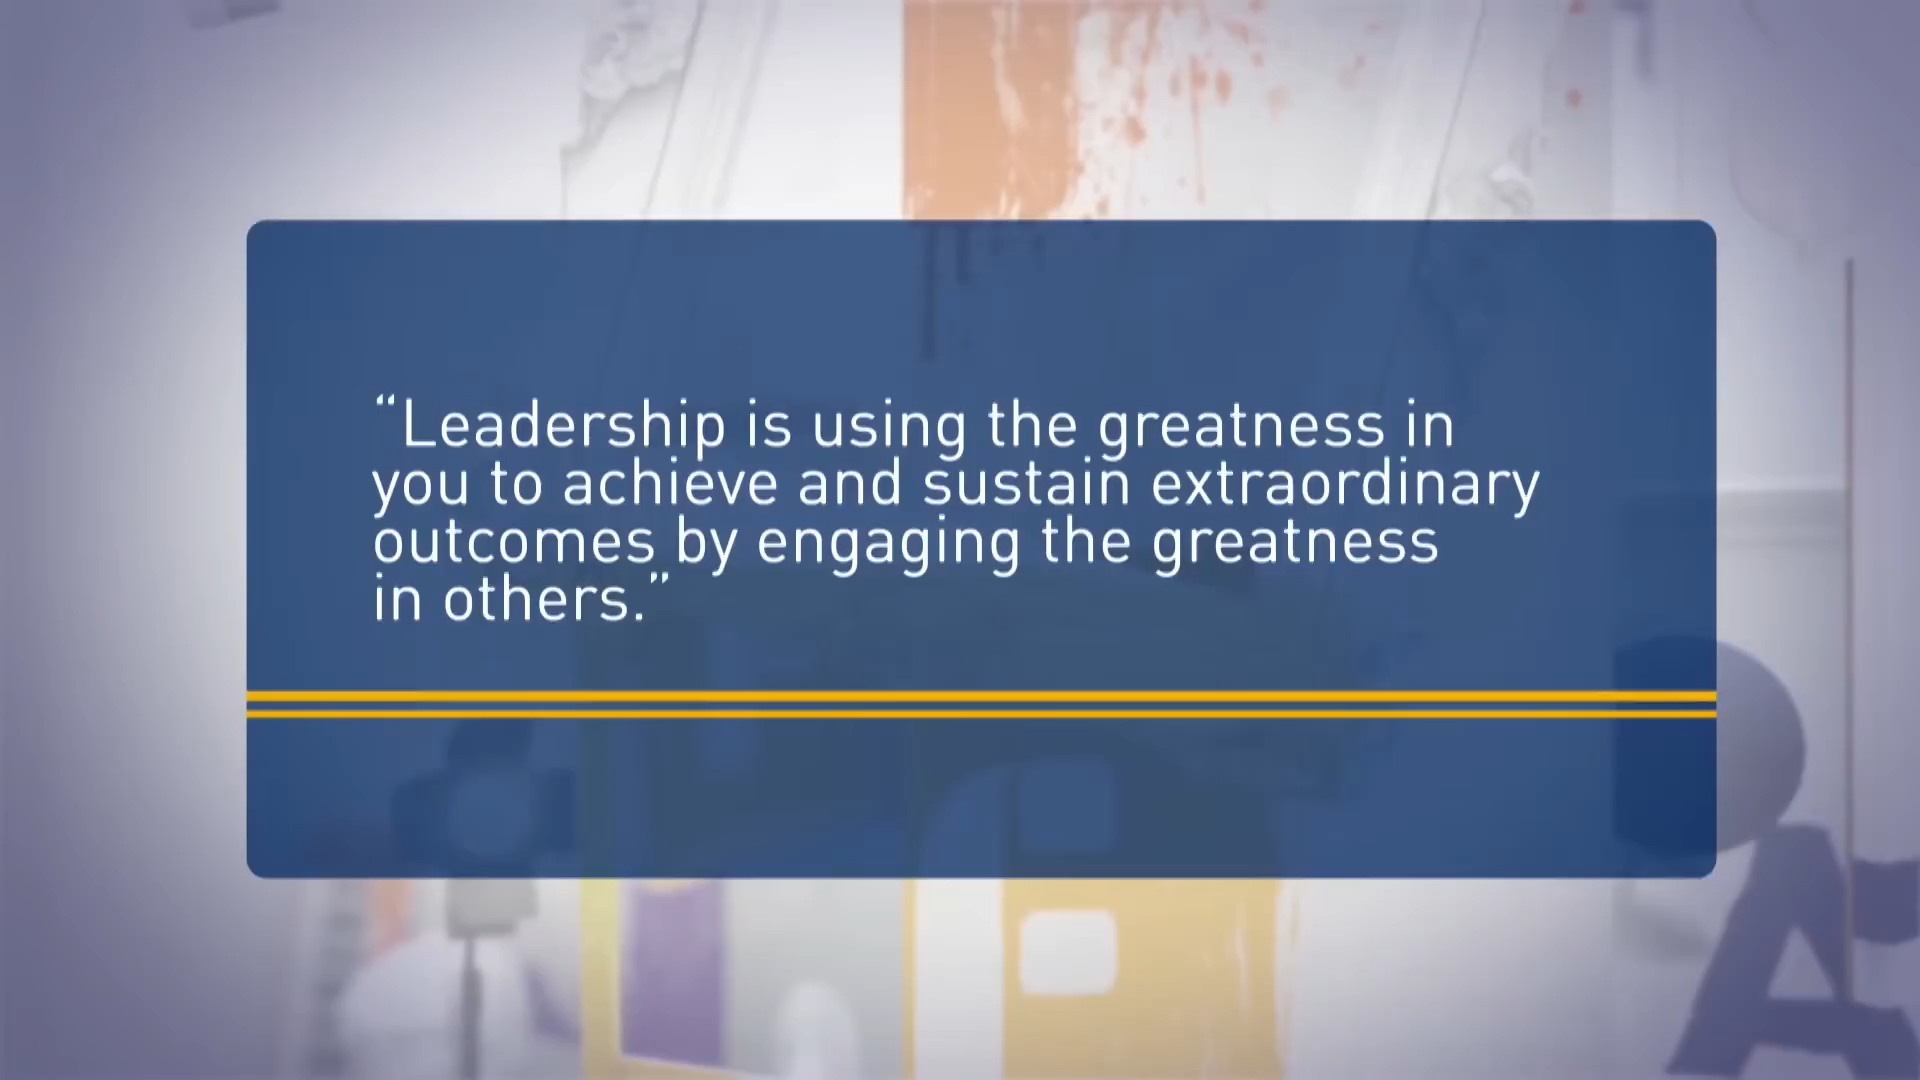 “Leadership is using the greatness in
you to achieve and sustain extraordinary
outcomes by engaging the greatness
in others.”